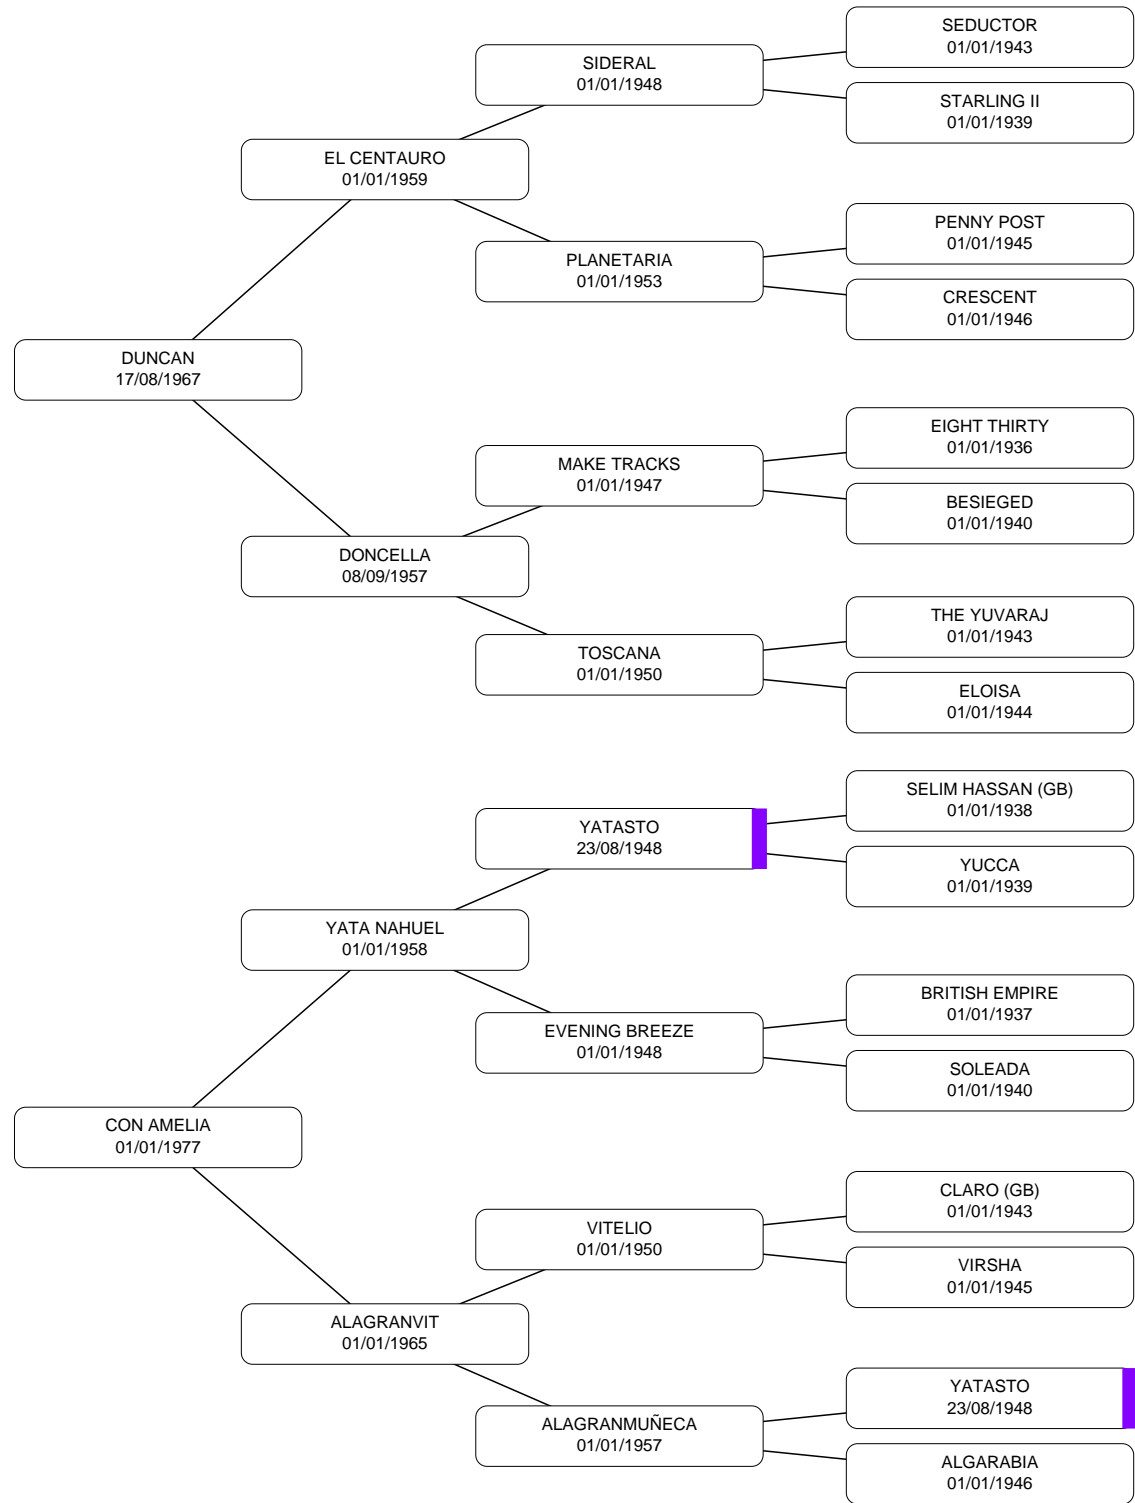 SEDUCTOR
01/01/1943
SIDERAL
01/01/1948
STARLING II
01/01/1939
EL CENTAURO
01/01/1959
PENNY POST
01/01/1945
PLANETARIA
01/01/1953
CRESCENT
01/01/1946
DUNCAN
17/08/1967
EIGHT THIRTY
01/01/1936
MAKE TRACKS
01/01/1947
BESIEGED
01/01/1940
DONCELLA
08/09/1957
THE YUVARAJ
01/01/1943
TOSCANA
01/01/1950
ELOISA
01/01/1944
SELIM HASSAN (GB)
01/01/1938
YATASTO
23/08/1948
YUCCA
01/01/1939
YATA NAHUEL
01/01/1958
BRITISH EMPIRE
01/01/1937
EVENING BREEZE
01/01/1948
SOLEADA
01/01/1940
CON AMELIA
01/01/1977
CLARO (GB)
01/01/1943
VITELIO
01/01/1950
VIRSHA
01/01/1945
ALAGRANVIT
01/01/1965
YATASTO
23/08/1948
ALAGRANMUÑECA
01/01/1957
ALGARABIA
01/01/1946